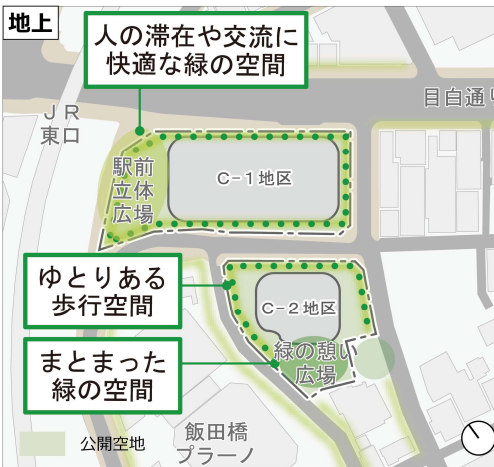 地上
人の滞在や交流に
快適な緑の空間
目白通り
ＪＲ
東口
駅前
立体
広場
C-1地区
ゆとりある
歩行空間
C-2地区
まとまった
緑の空間
緑の憩い
広場
公開空地
飯田橋
プラーノ